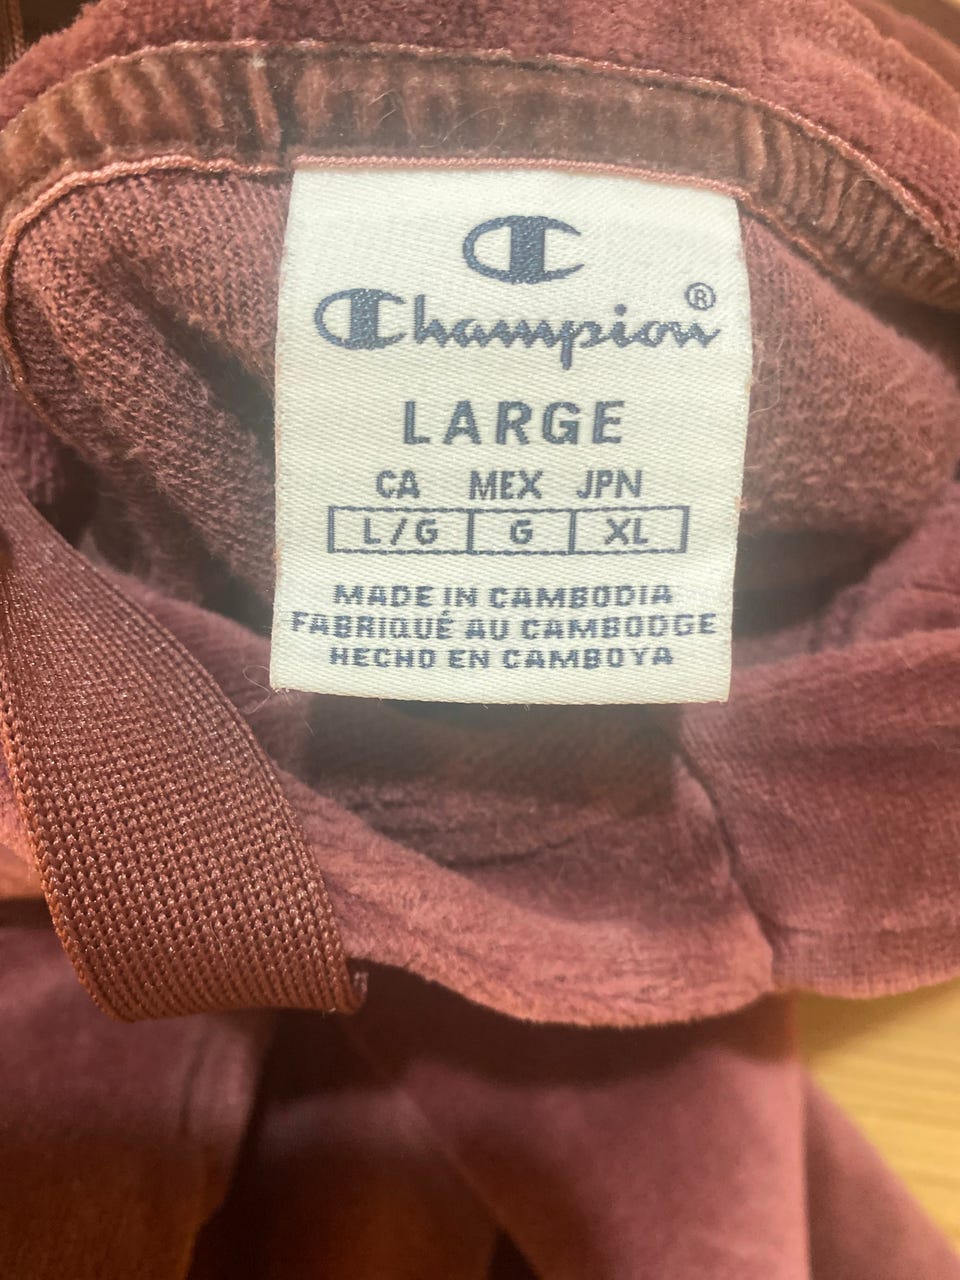 C
Champion®
LARGE
CA MEX JPN
L/G G XL
MADE IN CAMBODIA
FABRIQUÉ AU CAMBODGE
HECHO EN CAMBOYA